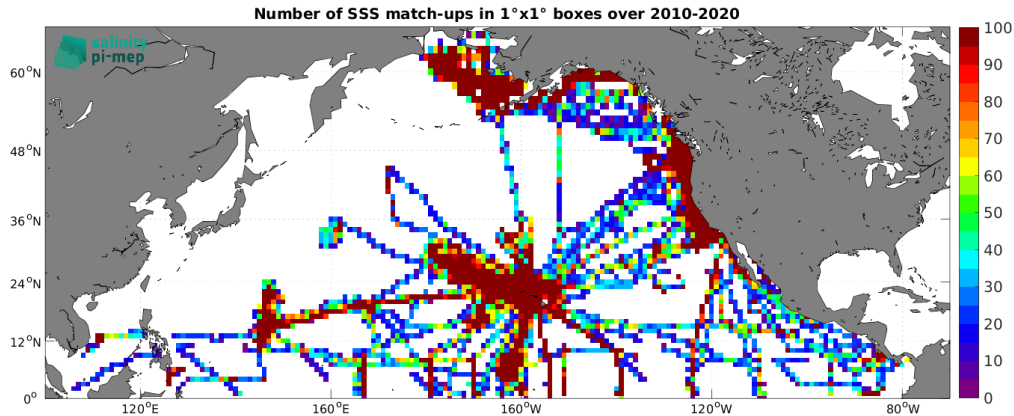 Number of SSS match-ups in 1°x1° boxes over 2010-2020
salinity
pi-mep
60°N
48°N
36°N
24°N
12°N
0°
120°E
160°E
160°W
120°W
80°W
100
90
80
70
60
50
40
30
20
10
0